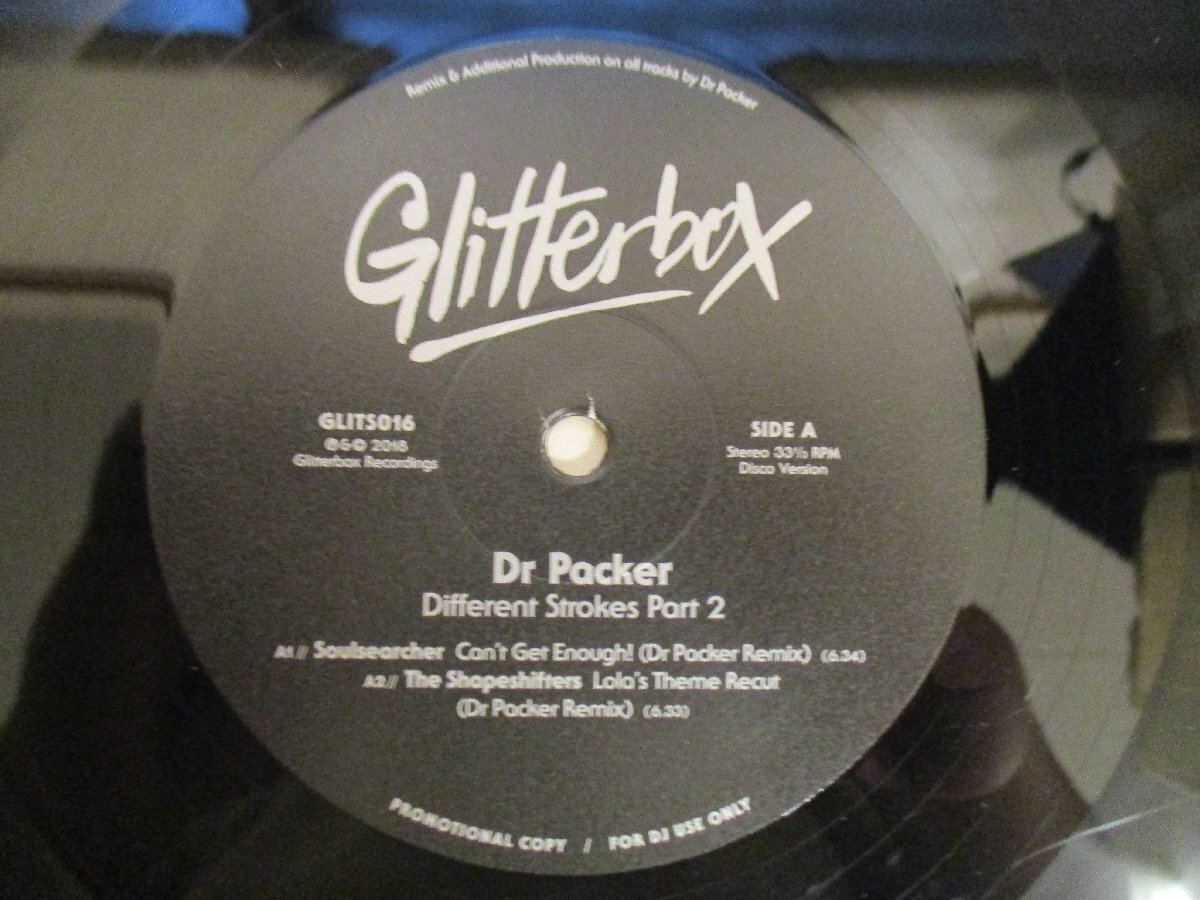 Remix & Additional Production on all tracks by Dr Packer
Glitterbox
GLITS016
℗&© 2018
Glitterbox Recordings
SIDE A
Stereo 33⅓ RPM
Disco Version
Dr Packer
Different Strokes Part 2
A1// Soulsearcher Can't Get Enough! (Dr Packer Remix) (6.34)
A2// The Shapeshifters Lola's Theme Recut
(Dr Packer Remix) (6.33)
PROMOTIONAL COPY / FOR DJ USE ONLY